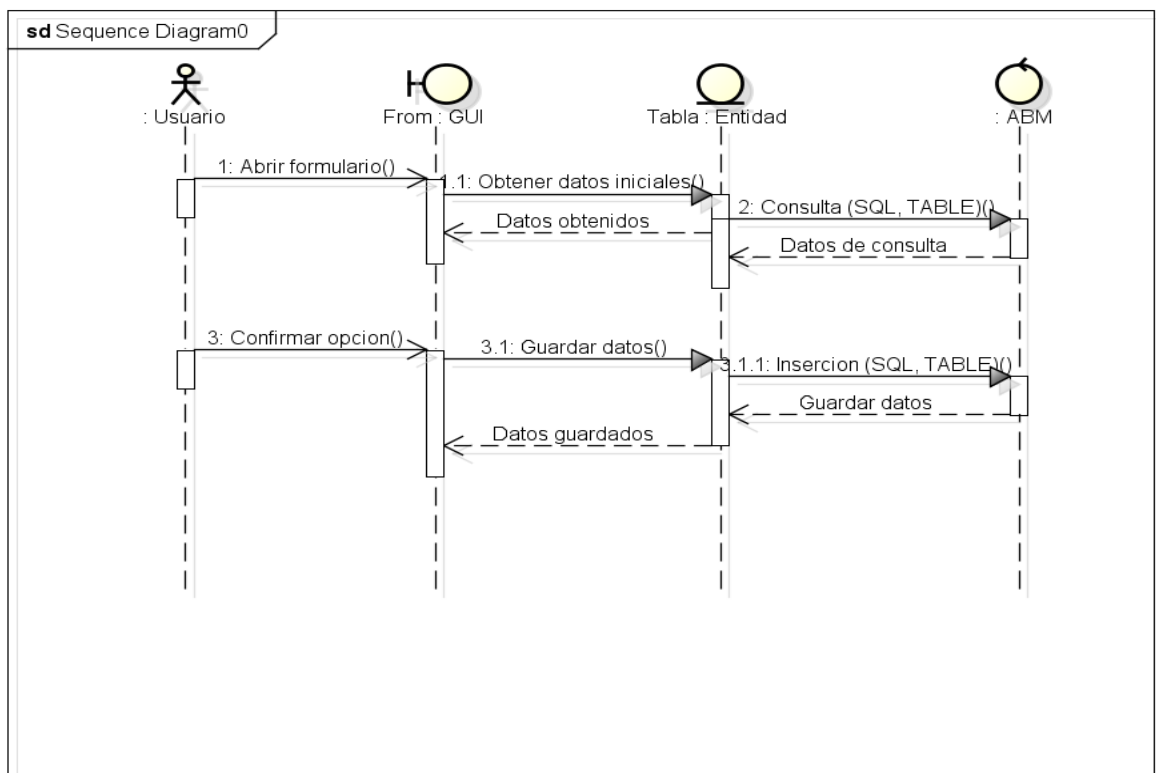 sd Sequence Diagram0
: Usuario
From : GUI
Tabla : Entidad
: ABM
1: Abrir formulario()
1.1: Obtener datos iniciales()
2: Consulta (SQL, TABLE)()
Datos obtenidos
Datos de consulta
3: Confirmar opcion()
3.1: Guardar datos()
3.1.1: Insercion (SQL, TABLE)()
Guardar datos
Datos guardados